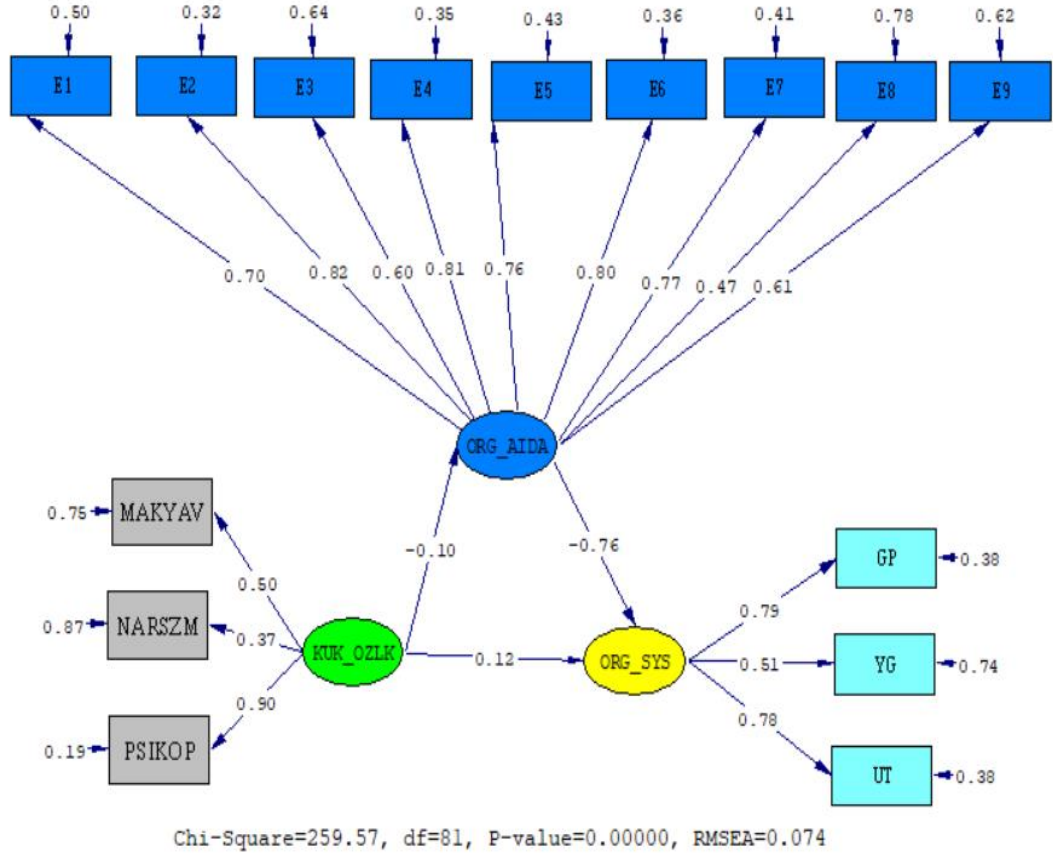 0.50 0.32 0.64 0.35 0.43 0.36 0.41 0.78 0.62
E1 E2 E3 E4 E5 E6 E7 E8 E9
0.70 0.82 0.60 0.81 0.76 0.80 0.77 0.47 0.61
ORG_AIDA
0.75 MAKYAV
-0.10 -0.76
GP 0.38
0.50 0.79
0.87 NARSZM 0.37 KUK_OZLK 0.12 ORG_SYS 0.51 YG 0.74
0.90 0.78
0.19 PSIKOP
UT 0.38
Chi-Square=259.57, df=81, P-value=0.00000, RMSEA=0.074